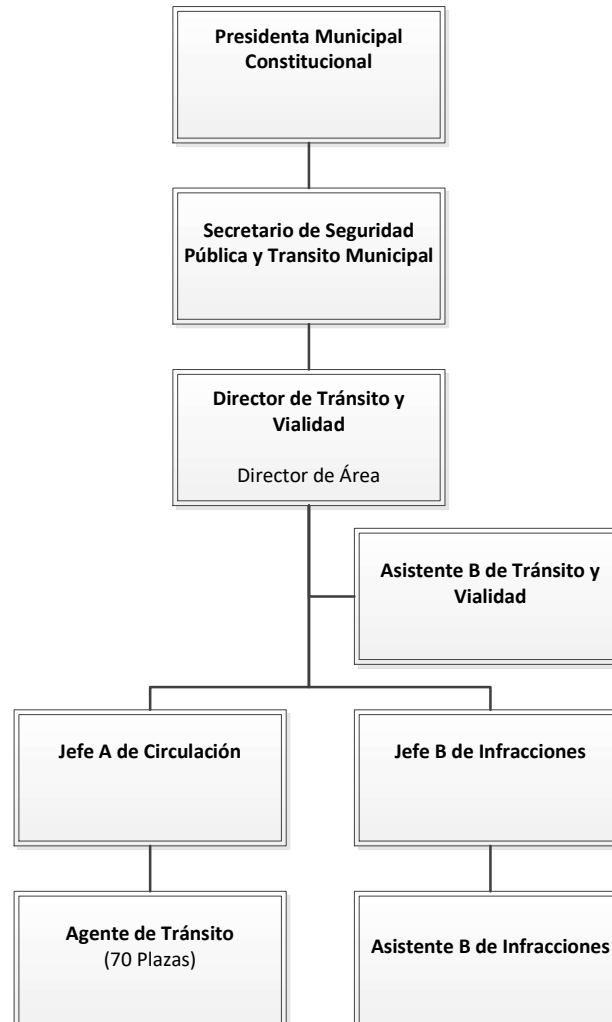 Presidenta Municipal
Constitucional
Secretario de Seguridad
Pública y Transito Municipal
Director de Tránsito y
Vialidad
Director de Área
Asistente B de Tránsito y
Vialidad
Jefe A de Circulación
Jefe B de Infracciones
Agente de Tránsito
(70 Plazas)
Asistente B de Infracciones